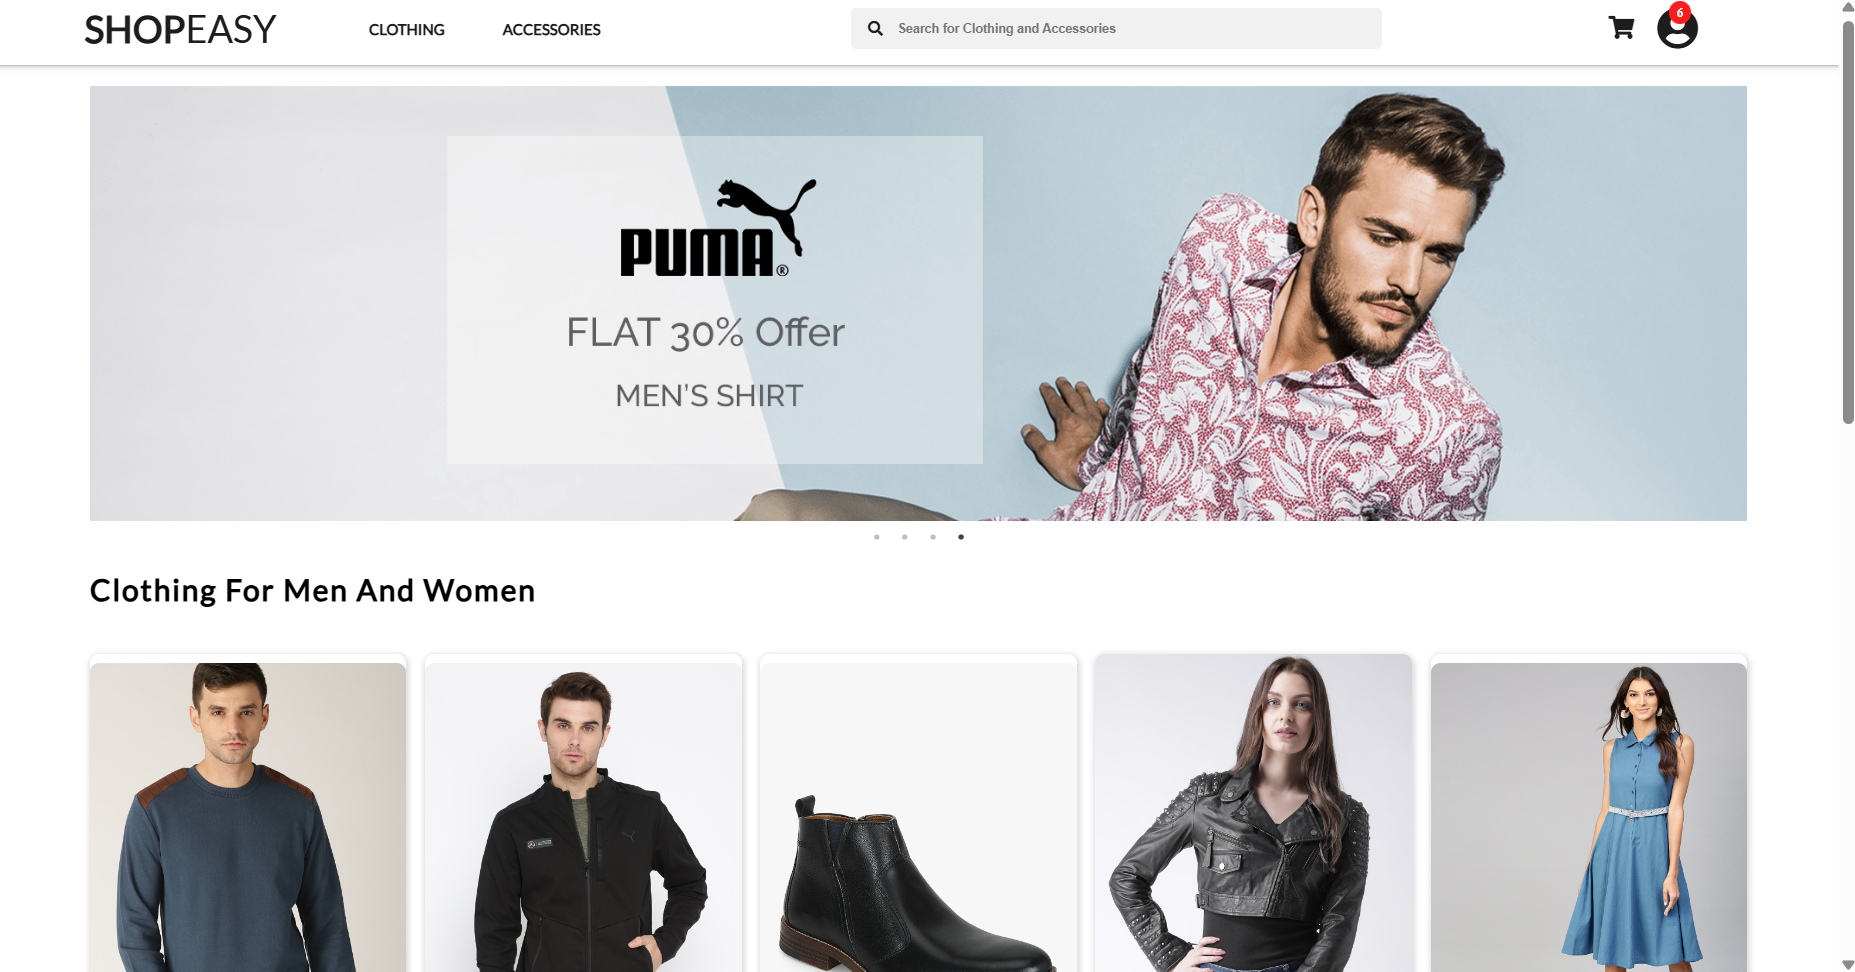 SHOPEASY
CLOTHING
ACCESSORIES
Search for Clothing and Accessories
6
PUMA®
FLAT 30% Offer
MEN'S SHIRT
Clothing For Men And Women